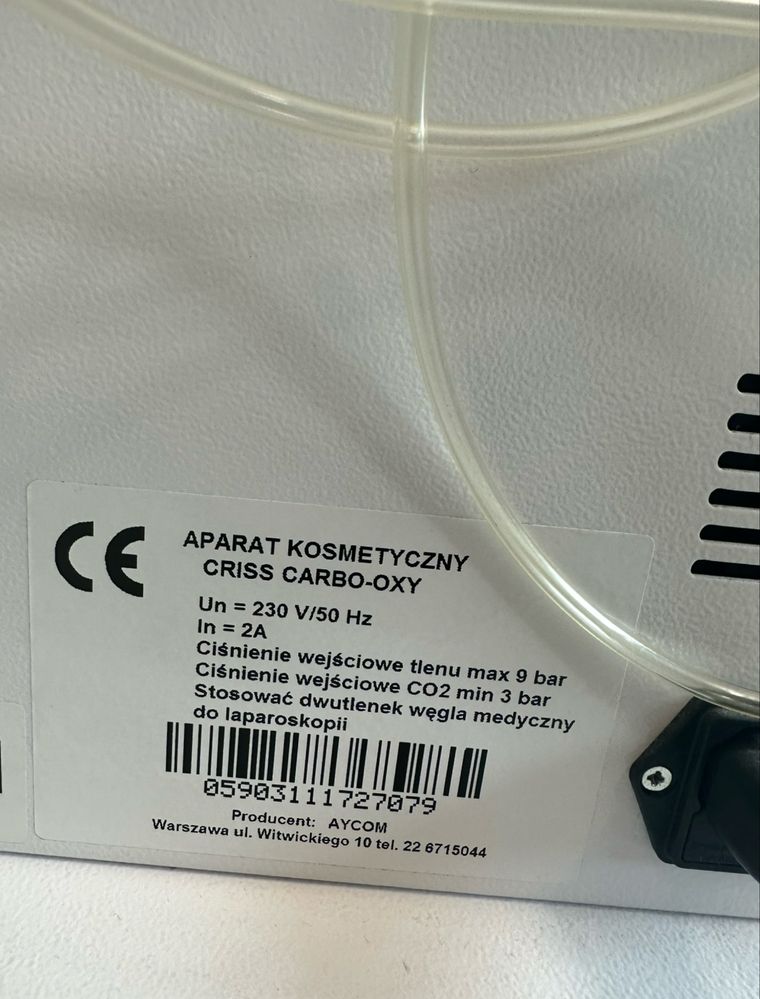 CE
APARAT KOSMETYCZNY
CRISS CARBO-OXY
Un = 230 V/50 Hz
In = 2A
Ciśnienie wejściowe tlenu max 9 bar
Ciśnienie wejściowe CO2 min 3 bar
Stosować dwutlenek węgla medyczny
do laparoskopii
05903111727079
Producent: AYCOM
Warszawa ul. Witwickiego 10 tel. 22 6715044